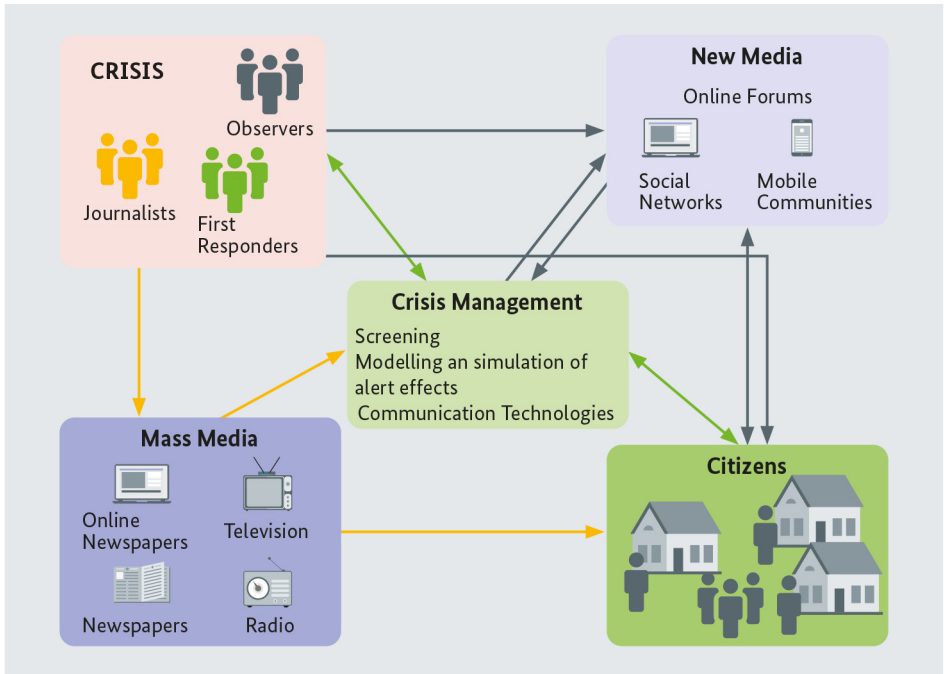 CRISIS
Observers
Journalists
First
Responders
New Media
Online Forums
Social
Networks
Mobile
Communities
Crisis Management
Screening
Modelling an simulation of
alert effects
Communication Technologies
Mass Media
Online
Newspapers
Television
Newspapers
Radio
Citizens